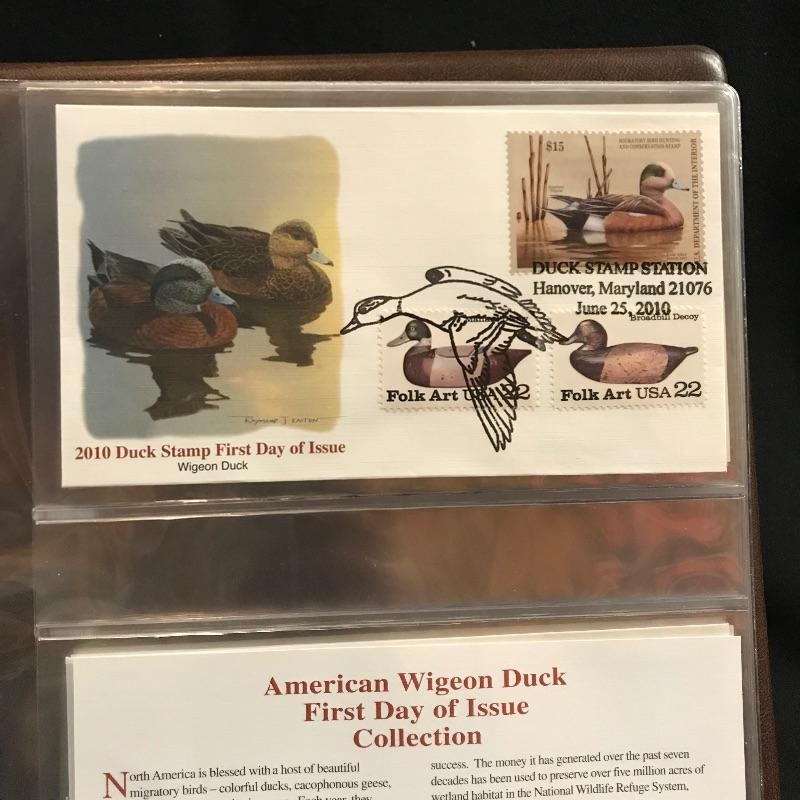 $15
MIGRATORY BIRD HUNTING
AND CONSERVATION STAMP
U.S. DEPARTMENT OF THE INTERIOR
DUCK STAMP STATION
Hanover, Maryland 21076
June 25, 2010
Broadbill Decoy
Folk Art USA 22
Folk Art USA 22
2010 Duck Stamp First Day of Issue
Wigeon Duck
American Wigeon Duck
First Day of Issue
Collection
North America is blessed with a host of beautiful
migratory birds – colorful ducks, cacophonous geese,
Each year, they
success. The money it has generated over the past seven
decades has been used to preserve over five million acres of
wetland habitat in the National Wildlife Refuge System,